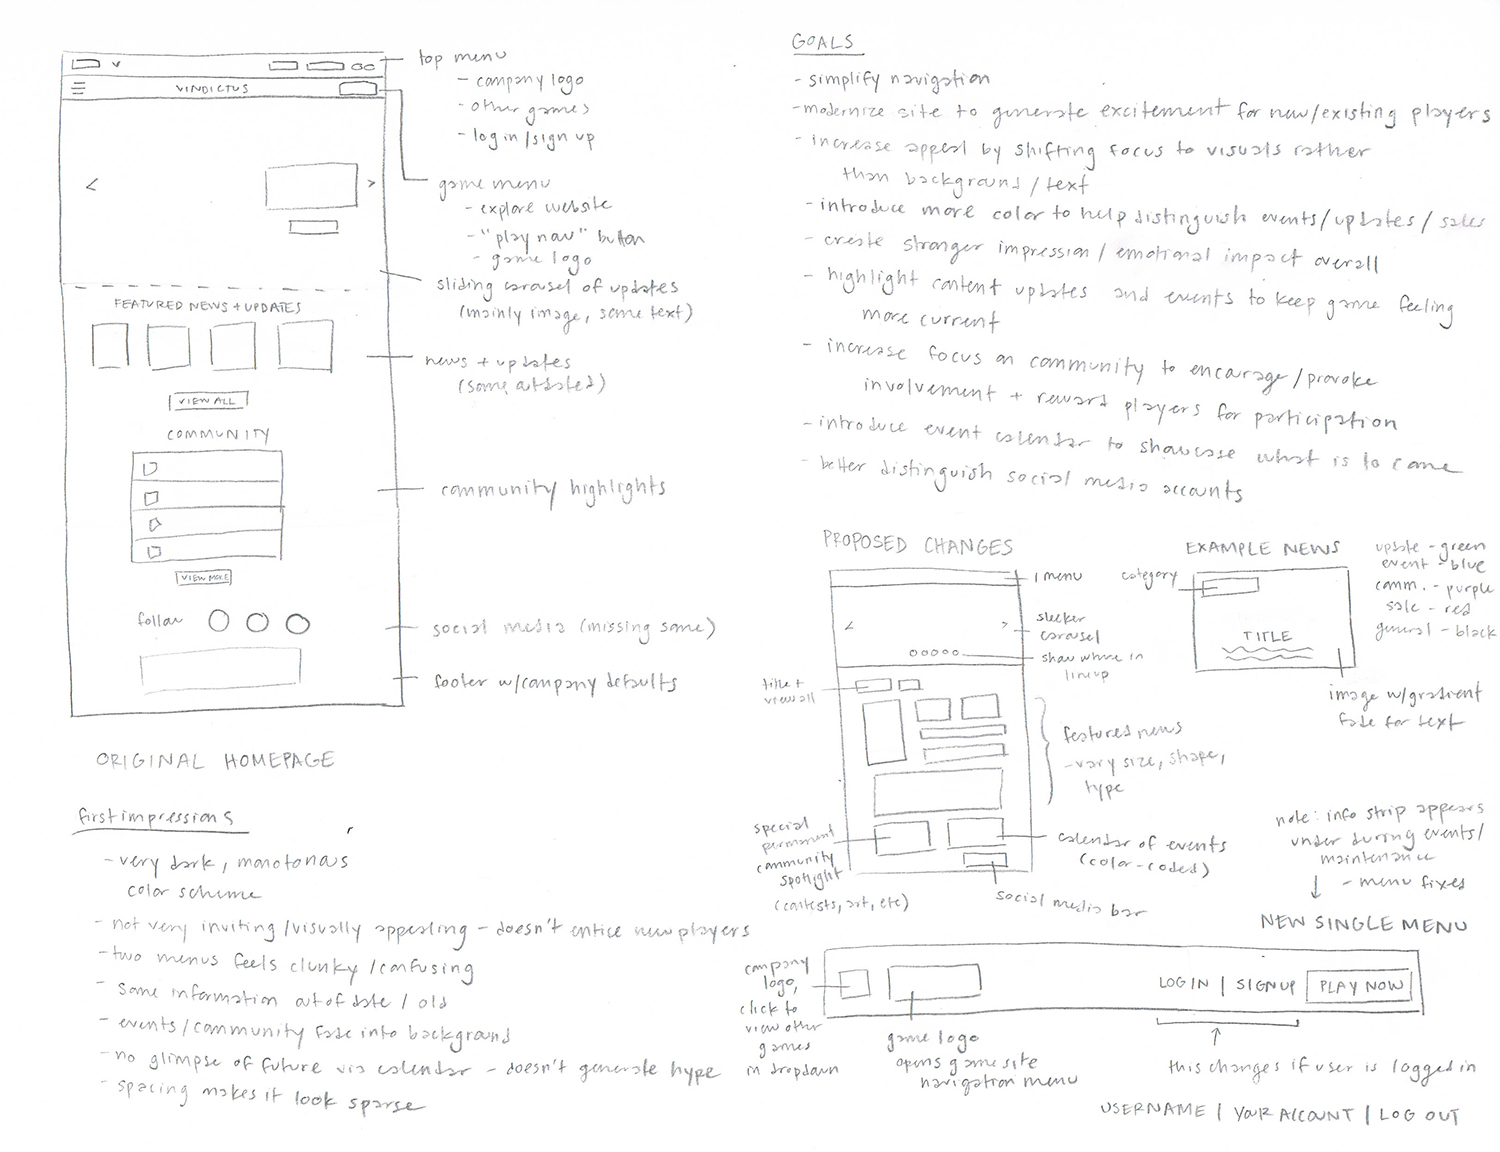 top menu
- company logo
- other games
- log in/sign up
VINDICTUS
game menu
- explore website
- "play now" button
- game logo
sliding carousel of updates
(mainly image, some text)
FEATURED NEWS + UPDATES
news + updates
(some outdated)
VIEW ALL
COMMUNITY
community highlights
VIEW MORE
follow
social media (missing some)
footer w/company defaults
ORIGINAL HOMEPAGE
first impressions
- very dark, monotonous
color scheme
- not very inviting/visually appealing - doesn't entice new players
- two menus feels clunky/confusing
- some information out of date/old
- events/community fade into background
- no glimpse of future via calendar - doesn't generate hype
- spacing makes it look sparse
GOALS
- simplify navigation
- modernize site to generate excitement for new/existing players
- increase appeal by shifting focus to visuals rather
than background/text
- introduce more color to help distinguish events/updates/sales
- create stronger impression/emotional impact overall
- highlight content updates and events to keep game feeling
more current
- increase focus on community to encourage/provoke
involvement + reward players for participation
- introduce event calendar to showcase what is to come
- better distinguish social media accounts
PROPOSED CHANGES
1 menu
sleeker
carousel
show where in
lineup
title +
view all
featured news
- vary size, shape,
type
special
permanent
community
spotlight
(contests, art, etc)
calendar of events
(color-coded)
social media bar
EXAMPLE NEWS
category
TITLE
update - green
event - blue
comm. - purple
sale - red
general - black
image w/gradient
fade for text
note: info strip appears
under during events/
maintenance
- menu fixes
NEW SINGLE MENU
company
logo,
click to
view other
games
in dropdown
game logo
opens game site
navigation menu
LOG IN | SIGN UP PLAY NOW
this changes if user is logged in
USERNAME | YOUR ACCOUNT | LOG OUT